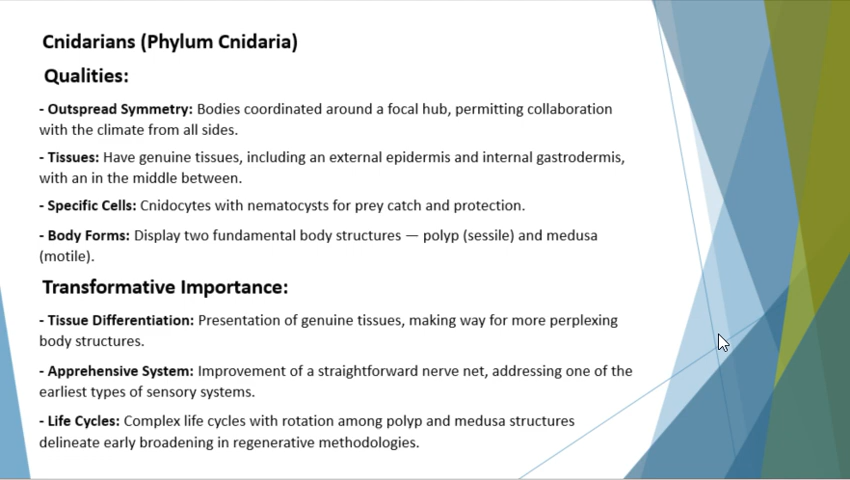 Cnidarians (Phylum Cnidaria)
Qualities:
- Outspread Symmetry: Bodies coordinated around a focal hub, permitting collaboration
with the climate from all sides.
- Tissues: Have genuine tissues, including an external epidermis and internal gastrodermis,
with an in the middle between.
- Specific Cells: Cnidocytes with nematocysts for prey catch and protection.
- Body Forms: Display two fundamental body structures — polyp (sessile) and medusa
(motile).
Transformative Importance:
- Tissue Differentiation: Presentation of genuine tissues, making way for more perplexing
body structures.
- Apprehensive System: Improvement of a straightforward nerve net, addressing one of the
earliest types of sensory systems.
- Life Cycles: Complex life cycles with rotation among polyp and medusa structures
delineate early broadening in regenerative methodologies.